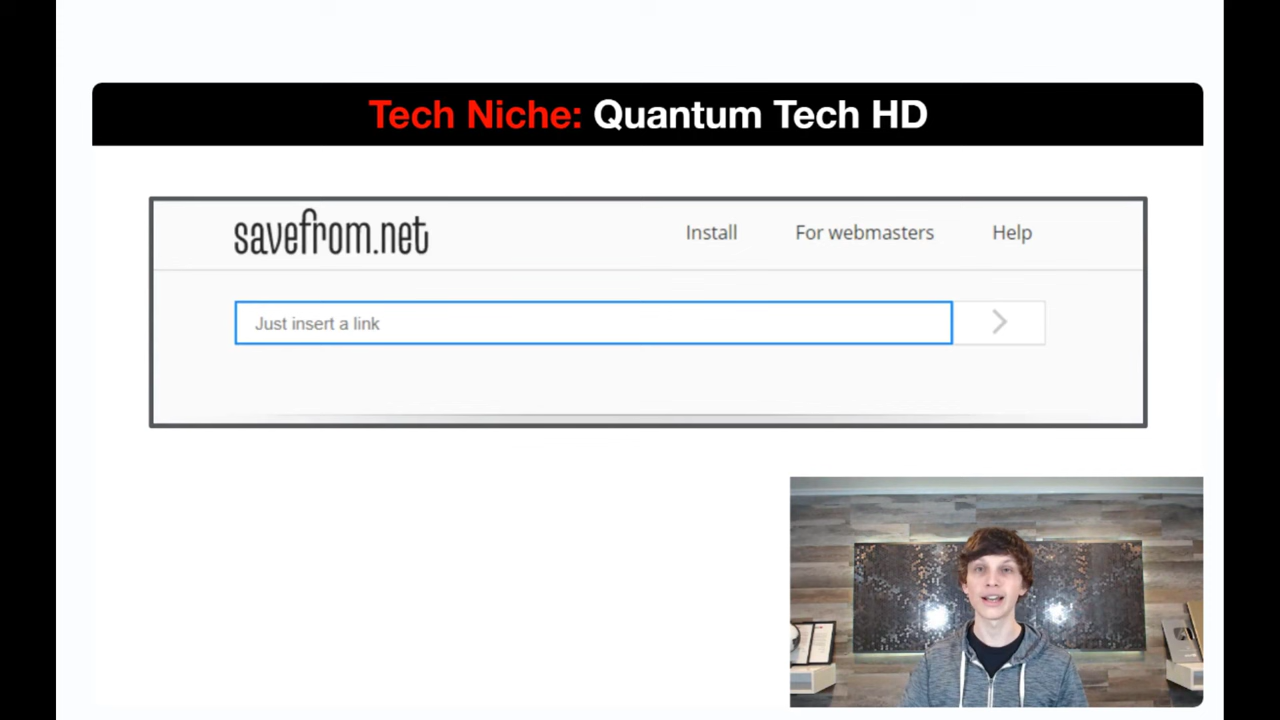 Tech Niche: Quantum Tech HD
savefrom.net Install For webmasters Help
Just insert a link